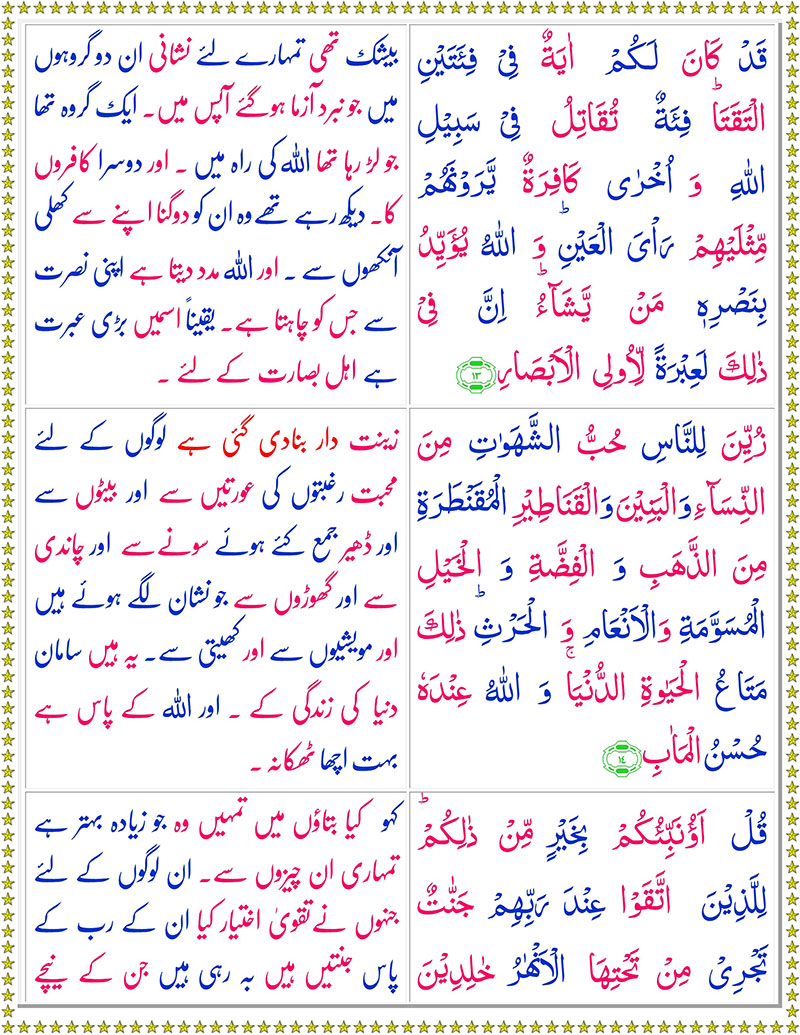 قَدْ كَانَ لَكُمْ اٰيَةٌ فِیْ فِئَتَيْنِ
الْتَقَتَا ؕ فِئَةٌ تُقَاتِلُ فِیْ سَبِيْلِ
اللّٰهِ وَ اُخْرٰی كَافِرَةٌ يَّرَوْنَهُمْ
مِّثْلَيْهِمْ رَاْیَ الْعَيْنِ ؕ وَ اللّٰهُ يُؤَيِّدُ
بِنَصْرِهٖ مَنْ يَّشَآءُ ؕ اِنَّ فِیْ
ذٰلِكَ لَعِبْرَةً لِّاُولِی الْاَبْصَارِ ١٣
بیشک تھی تمہارے لئے نشانی ان دو گروہوں
میں جو نبرد آزما ہوگئے آپس میں۔ ایک گروہ تھا
جو لڑ رہا تھا اللہ کی راہ میں ۔ اور دوسرا کافروں
کا۔ دیکھ رہے تھے وہ ان کو دوگنا اپنے سے کھلی
آنکھوں سے ۔ اور اللہ مدد دیتا ہے اپنی نصرت
سے جس کو چاہتا ہے۔ یقیناً اسمیں بڑی عبرت
ہے اہل بصارت کے لئے ۔
زُيِّنَ لِلنَّاسِ حُبُّ الشَّهَوٰتِ مِنَ
النِّسَآءِ وَ الْبَنِيْنَ وَ الْقَنَاطِيْرِ الْمُقَنْطَرَةِ
مِنَ الذَّهَبِ وَ الْفِضَّةِ وَ الْخَيْلِ
الْمُسَوَّمَةِ وَ الْاَنْعَامِ وَ الْحَرْثِ ؕ ذٰلِكَ
مَتَاعُ الْحَيٰوةِ الدُّنْيَا ۚ وَ اللّٰهُ عِنْدَهٗ
حُسْنُ الْمَاٰبِ ١٤
زینت دار بنادی گئی ہے لوگوں کے لئے
محبت رغبتوں کی عورتیں سے اور بیٹوں سے
اور ڈھیر جمع کئے ہوئے سونے سے اور چاندی
سے اور گھوڑوں سے جو نشان لگے ہوئے ہیں
اور مویشیوں سے اور کھیتی سے۔ یہ ہیں سامان
دنیا کی زندگی کے ۔ اور اللہ کے پاس ہے
بہت اچھا ٹھکانہ ۔
قُلْ اَؤُنَبِّئُكُمْ بِخَيْرٍ مِّنْ ذٰلِكُمْ ؕ
لِلَّذِيْنَ اتَّقَوْا عِنْدَ رَبِّهِمْ جَنّٰتٌ
تَجْرِیْ مِنْ تَحْتِهَا الْاَنْهٰرُ خٰلِدِيْنَ
کہو کیا بتاؤں میں تمہیں وہ جو زیادہ بہتر ہے
تمہاری ان چیزوں سے۔ ان لوگوں کے لئے
جنہوں نے تقویٰ اختیار کیا ان کے رب کے
پاس جنتیں ہیں بہ رہی ہیں جن کے نیچے